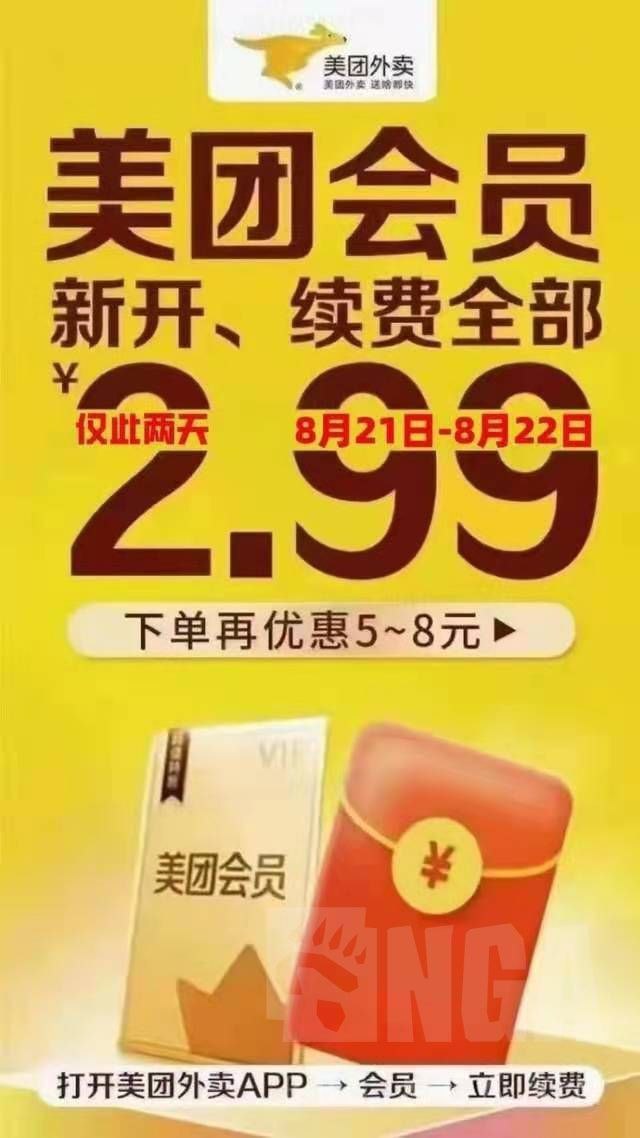 美团外卖
美团外卖 送啥都快
美团会员
新开、续费全部
¥2.99
仅此两天 8月21日-8月22日
下单再优惠5~8元▶
VIP
美团会员
¥
NGA
打开美团外卖APP → 会员 → 立即续费